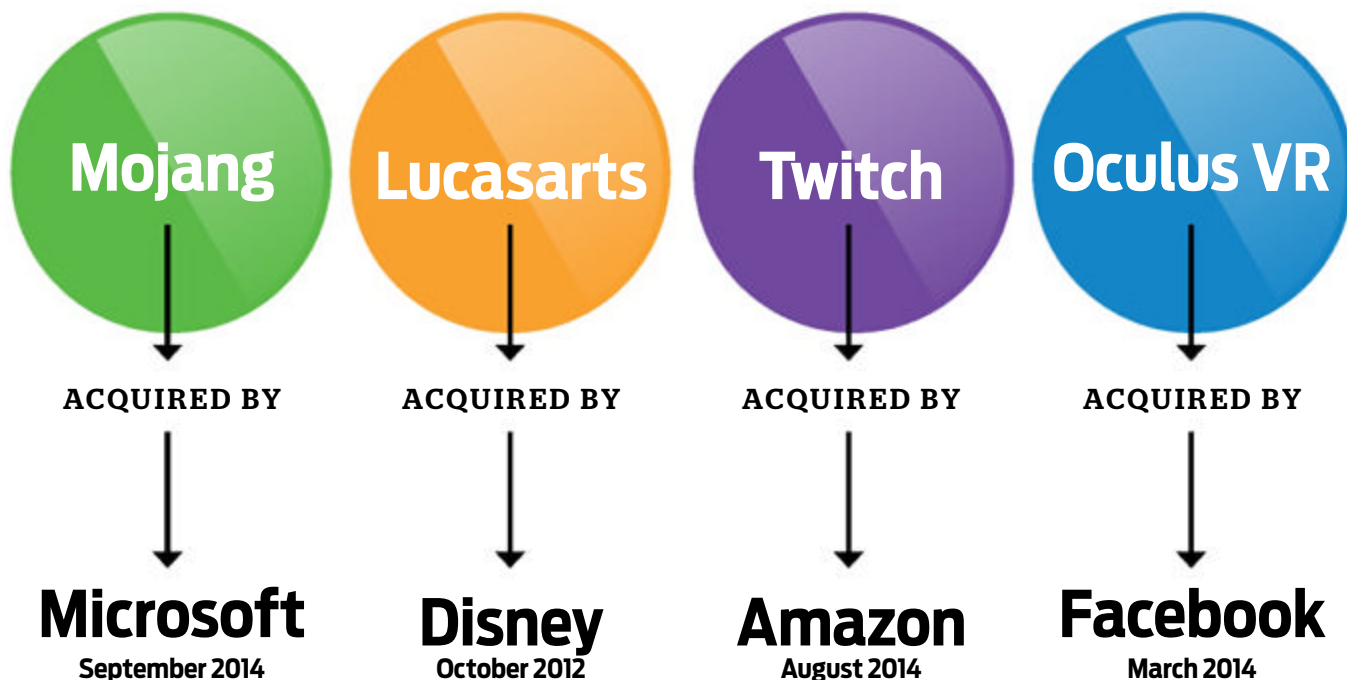 Mojang
ACQUIRED BY
Microsoft
September 2014
Lucasarts
ACQUIRED BY
Disney
October 2012
Twitch
ACQUIRED BY
Amazon
August 2014
Oculus VR
ACQUIRED BY
Facebook
March 2014